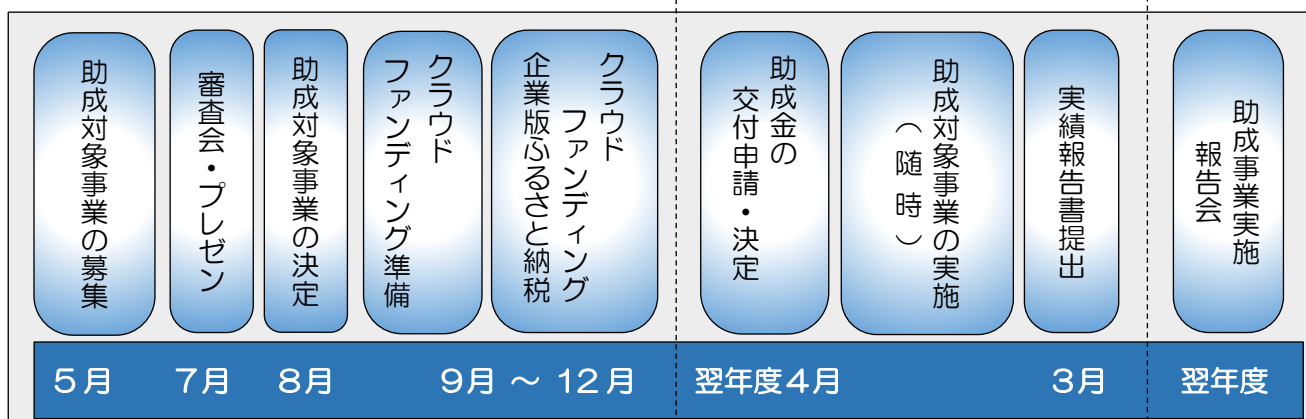 助成対象事業の募集
審査会・プレゼン
助成対象事業の決定
クラウド
ファンディング準備
クラウド
ファンディング
企業版ふるさと納税
助成金の
交付申請・決定
助成対象事業の実施
（随時）
実績報告書提出
助成事業実施
報告会
5月
7月
8月
9月 ～ 12月
翌年度4月
3月
翌年度